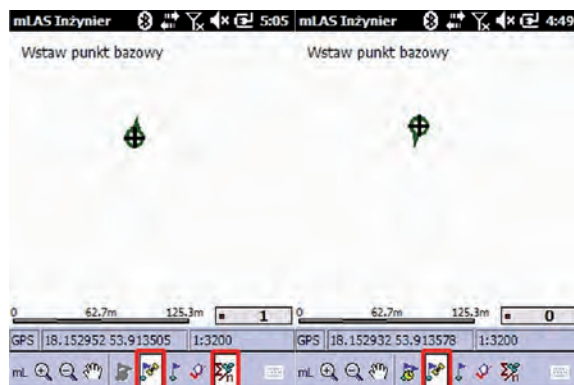 mLAS Inżynier 5:05
Wstaw punkt bazowy
0 62.7m 125.3m 1
GPS 18.152952 53.913505 1:3200
mL
mLAS Inżynier 4:49
Wstaw punkt bazowy
0 62.7m 125.3m 0
GPS 18.152932 53.913578 1:3200
mL